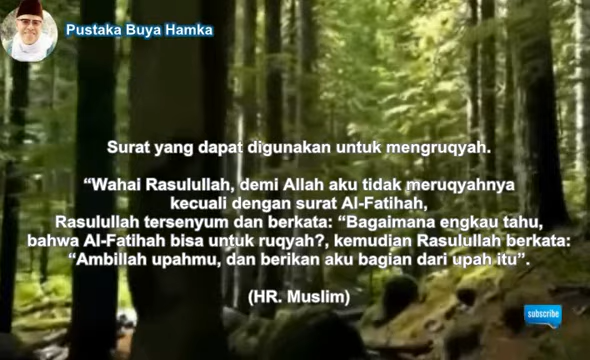 Pustaka Buya Hamka
Surat yang dapat digunakan untuk mengruqyah.
“Wahai Rasulullah, demi Allah aku tidak meruqyahnya
kecuali dengan surat Al-Fatihah,
Rasulullah tersenyum dan berkata: “Bagaimana engkau tahu,
bahwa Al-Fatihah bisa untuk ruqyah?, kemudian Rasulullah berkata:
“Ambillah upahmu, dan berikan aku bagian dari upah itu”.
(HR. Muslim)
subscribe